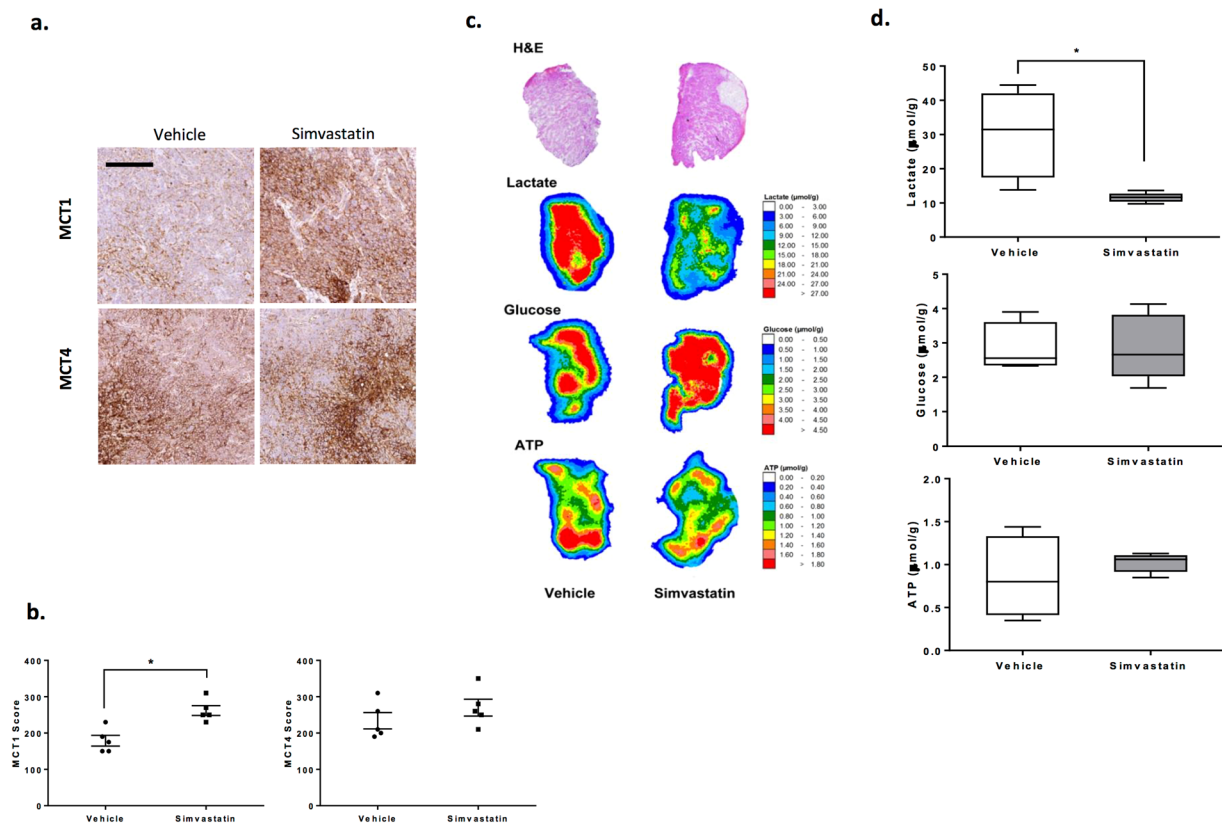 a.
Vehicle
Simvastatin
MCT1
MCT4
b.
400
300
200
100
0
MCT1 Score
*
Vehicle
Simvastatin
400
300
200
100
0
MCT4 Score
Vehicle
Simvastatin
c.
H&E
Lactate
Lactate (µmol/g)
0.00 - 3.00
3.00 - 6.00
6.00 - 9.00
9.00 - 12.00
12.00 - 15.00
15.00 - 18.00
18.00 - 21.00
21.00 - 24.00
24.00 - 27.00
> 27.00
Glucose
Glucose (µmol/g)
0.00 - 0.50
0.50 - 1.00
1.00 - 1.50
1.50 - 2.00
2.00 - 2.50
2.50 - 3.00
3.00 - 3.50
3.50 - 4.00
4.00 - 4.50
> 4.50
ATP
ATP (µmol/g)
0.00 - 0.20
0.20 - 0.40
0.40 - 0.60
0.60 - 0.80
0.80 - 1.00
1.00 - 1.20
1.20 - 1.40
1.40 - 1.60
1.60 - 1.80
> 1.80
Vehicle
Simvastatin
d.
*
50
40
30
20
10
0
Lactate (µmol/g)
Vehicle
Simvastatin
5
4
3
2
1
0
Glucose (µmol/g)
Vehicle
Simvastatin
2.0
1.5
1.0
0.5
0.0
ATP (µmol/g)
Vehicle
Simvastatin